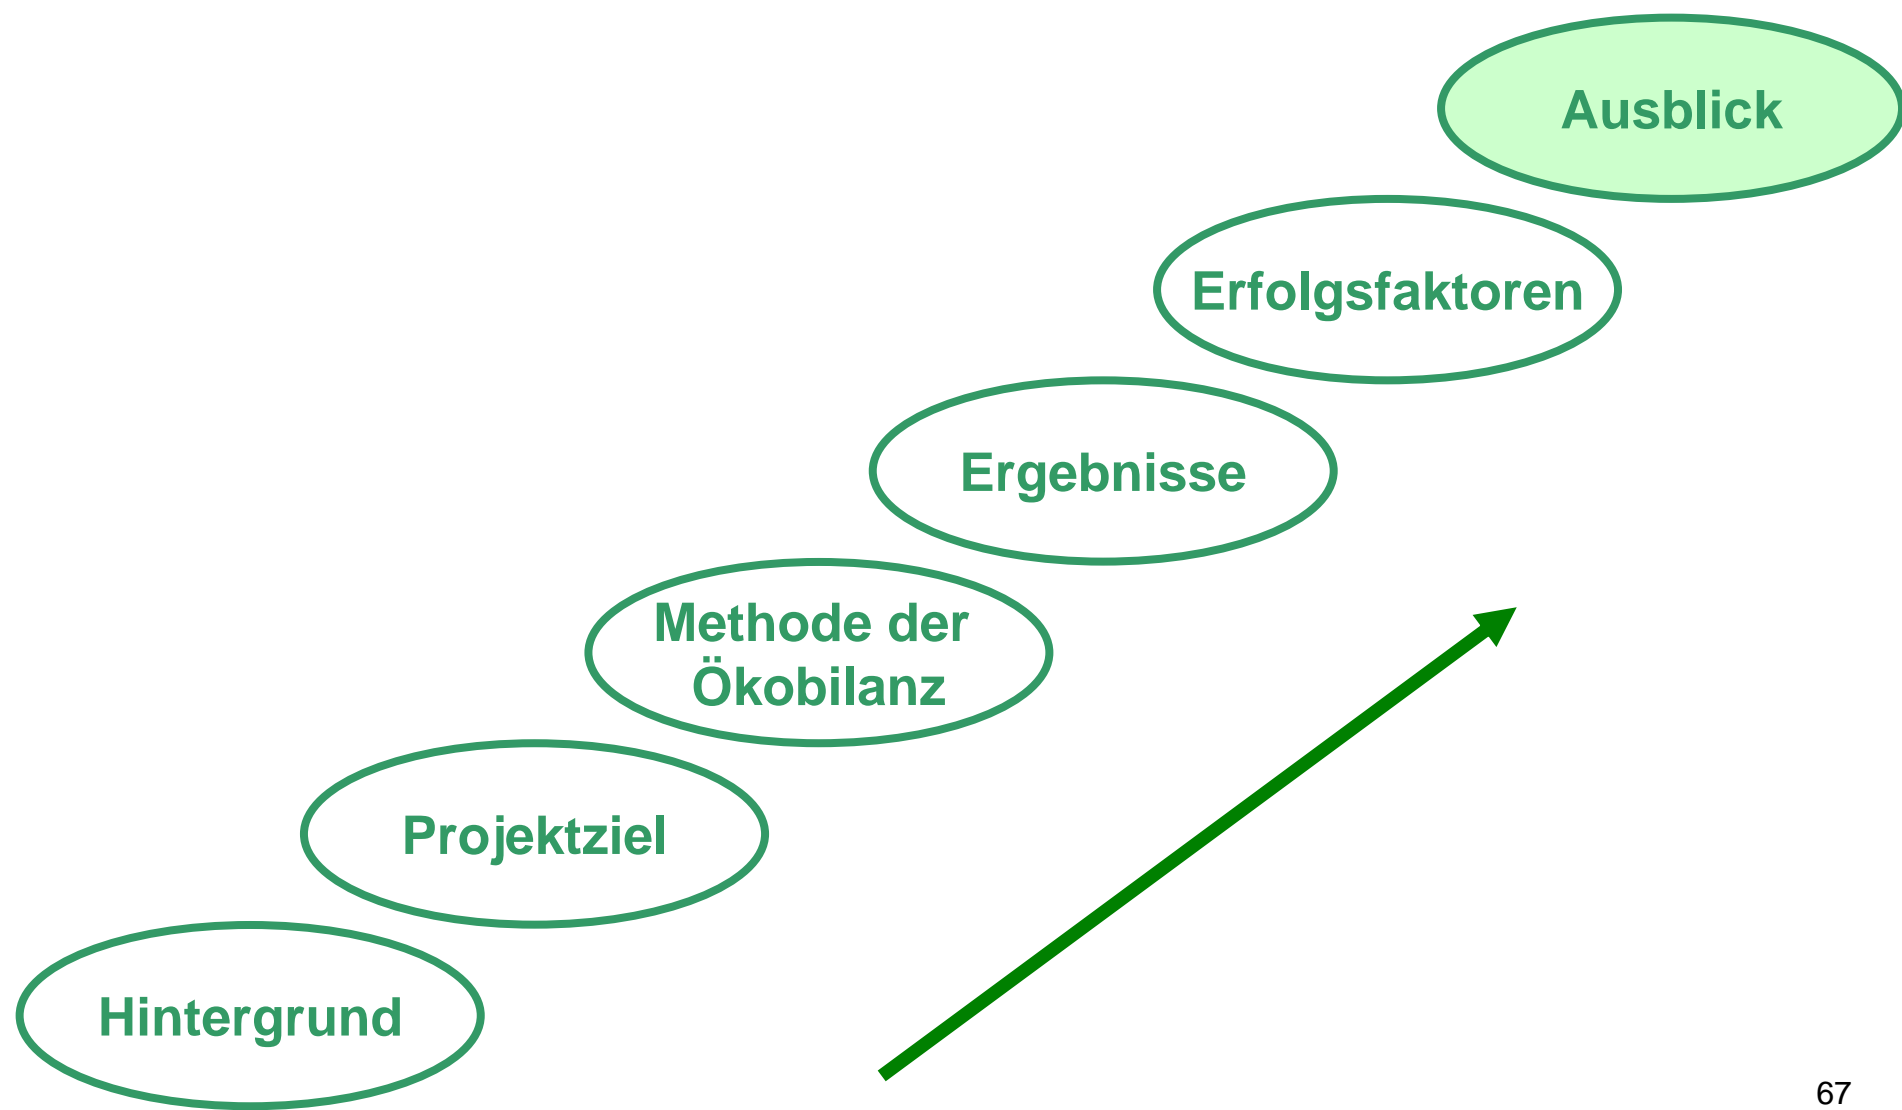 Ausblick
Erfolgsfaktoren
Ergebnisse
Methode der
Ökobilanz
Projektziel
Hintergrund
67